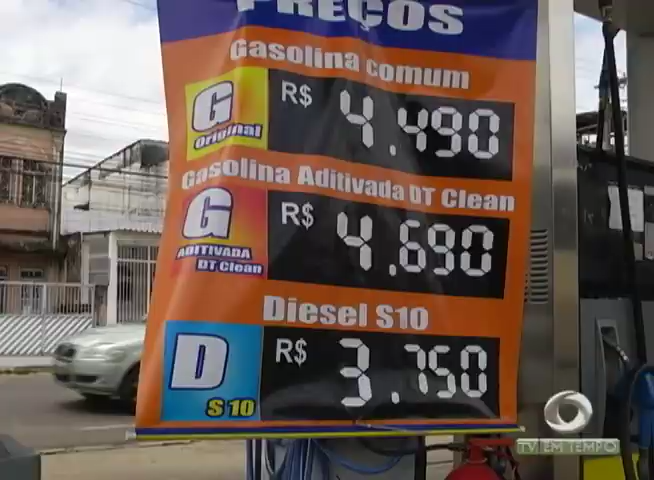 PREÇOS
Gasolina comum
G
Original
R$ 4.490
Gasolina Aditivada DT Clean
G
ADITIVADA
DT Clean
R$ 4.690
Diesel S10
D
S 10
R$ 3.750
TV EM TEMPO